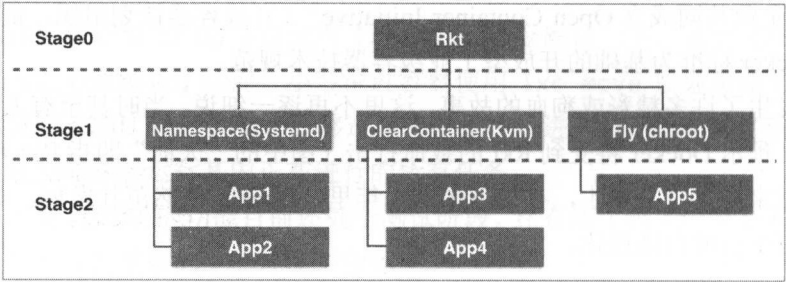 Stage0
Rkt
Stage1
Namespace(Systemd)
ClearContainer(Kvm)
Fly (chroot)
Stage2
App1
App3
App5
App2
App4